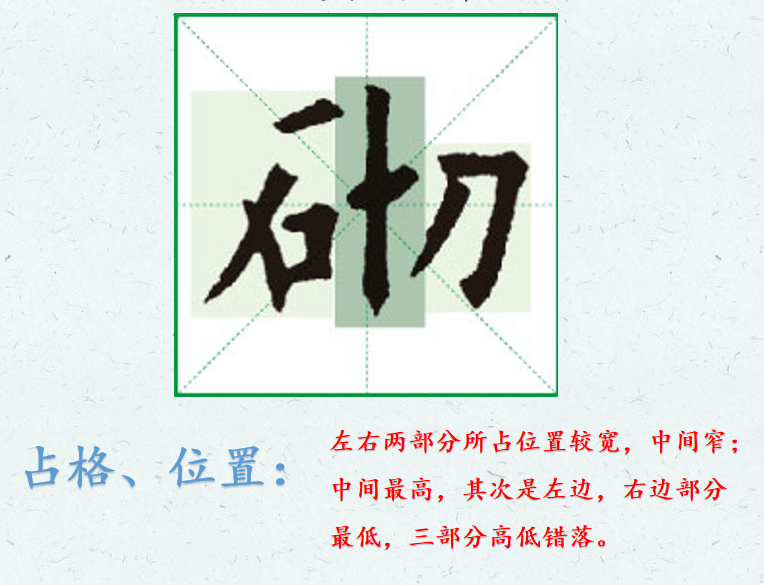 砌
占格、位置：
左右两部分所占位置较宽，中间窄；
中间最高，其次是左边，右边部分
最低，三部分高低错落。